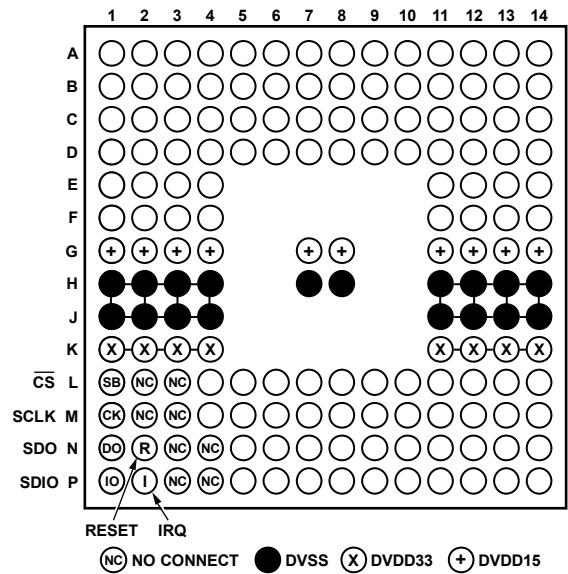 1 2 3 4 5 6 7 8 9 10 11 12 13 14
A
B
C
D
E
F
G + + + + + + + + + +
H
J
K X X X X X X X X
CS L SB NC NC
SCLK M CK NC NC
SDO N DO R NC NC
SDIO P IO I NC NC
RESET IRQ
NC NO CONNECT DVSS X DVDD33 + DVDD15